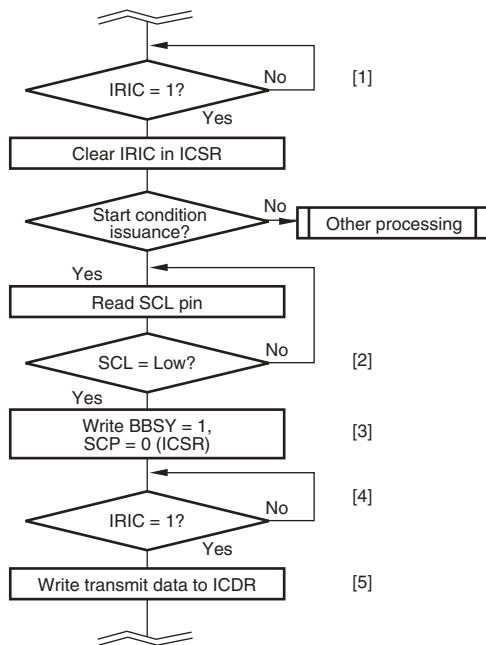 No
[1]
IRIC = 1?
Yes
Clear IRIC in ICSR
No
Start condition
issuance?
Other processing
Yes
Read SCL pin
No
SCL = Low?
[2]
Yes
Write BBSY = 1,
SCP = 0 (ICSR)
[3]
[4]
No
IRIC = 1?
Yes
Write transmit data to ICDR
[5]